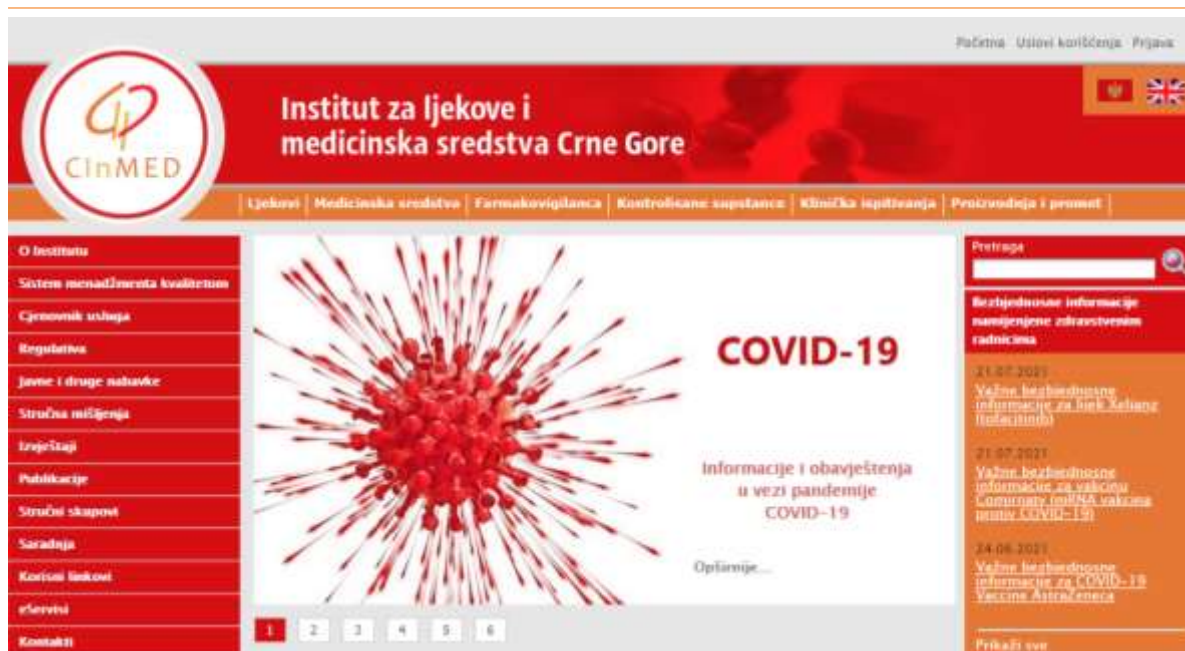 Početna Uslovi korišćenja Prijava
CInMED
Institut za ljekove i
medicinska sredstva Crne Gore
Ljekovi Medicinska sredstva Farmakovigilanca Kontrolisane supstance Klinička ispitivanja Proizvodnja i promet
O Institutu
Sistem menadžmenta kvalitetom
Cjenovnik usluga
Regulativa
Javne i druge nabavke
Stručna mišljenja
Izvještaji
Publikacije
Stručni skupovi
Saradnja
Korisni linkovi
eServisi
Kontakti
COVID-19
Informacije i obavještenja
u vezi pandemije
COVID-19
Opširnije...
1 2 3 4 5 6
Pretraga
Bezbjednosne informacije
namijenjene zdravstvenim
radnicima
21.07.2021
Važne bezbjednosne
informacije za lijek Xeljanz
(tofacitinib)
21.07.2021
Važne bezbjednosne
informacije za vakcinu
Comirnaty (mRNA vakcina
protiv COVID-19)
24.06.2021
Važne bezbjednosne
informacije za COVID-19
Vaccine AstraZeneca
Prikaži sve